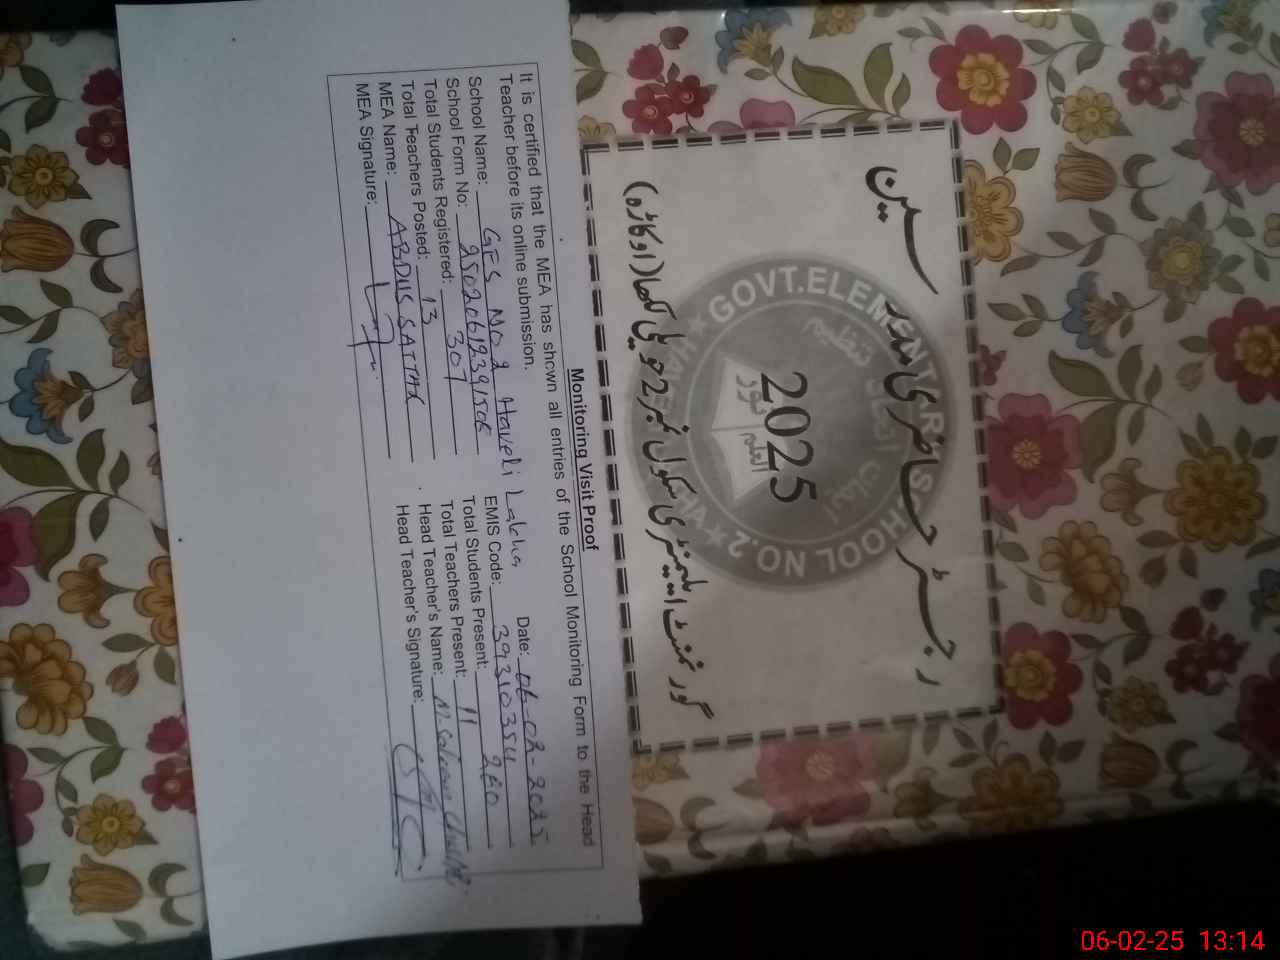 Monitoring Visit Proof
It is certified that the MEA has shown all entries of the School Monitoring Form to the Head
Teacher before its online submission.
School Name: GES NO 2 Haveli Lakha Date: 06-02-2025
School Form No: EMIS Code: 39310354
Total Students Registered: 307 Total Students Present: 260
Total Teachers Posted: 13 Total Teachers Present: 11
MEA Name: ABDUS SATTAR Head Teacher's Name:
MEA Signature: Head Teacher's Signature:
رجسٹر حاضری مدرسین
2025
GOVT. ELEMENTARY SCHOOL NO.2
گورنمنٹ ایلیمنٹری سکول نمبر 2 حویلی لکھا (اوکاڑہ)
06-02-25 13:14